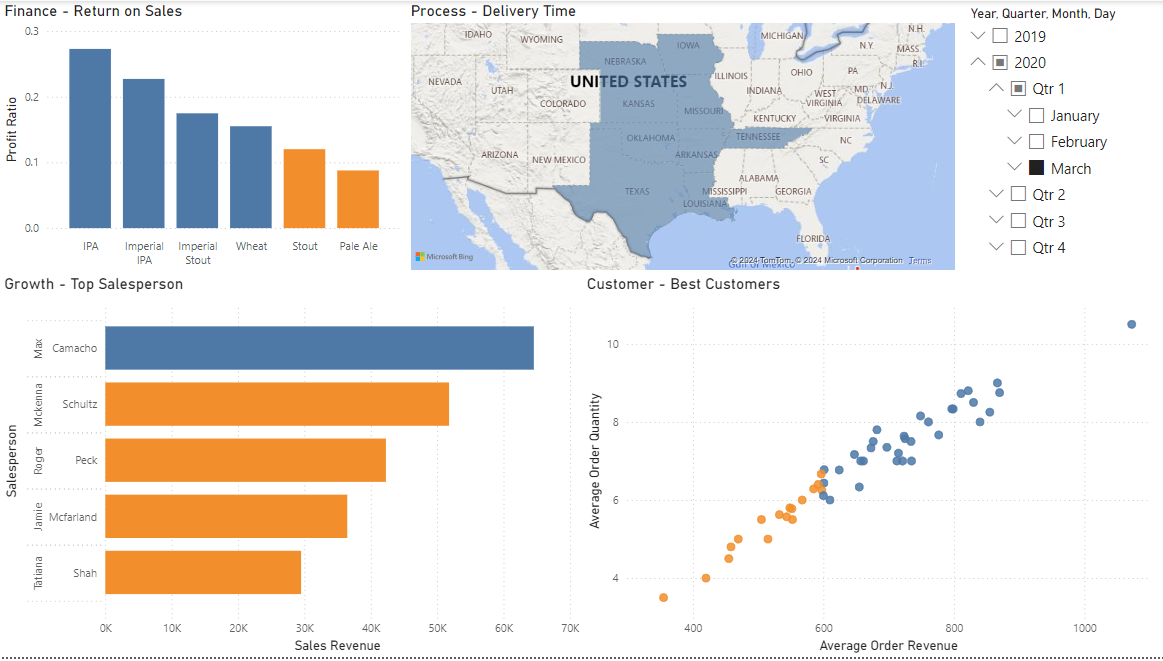 Finance - Return on Sales
0.3
0.2
0.1
0.0
Profit Ratio
IPA
Imperial
IPA
Imperial
Stout
Wheat
Stout
Pale Ale
Process - Delivery Time
IDAHO
WYOMING
IOWA
MICHIGAN
N.H.
N.Y.
MASS
R.I.
NEBRASKA
NEVADA
UTAH
UNITED STATES
ILLINOIS
OHIO
PA
INDIANA
MD
N.J.
COLORADO
KANSAS
MISSOURI
WEST
VIRGINIA
DELAWARE
KENTUCKY
VIRGINIA
OKLAHOMA
TENNESSEE
NC
ARIZONA
NEW MEXICO
ARKANSAS
SC
ALABAMA
TEXAS
MISSISSIPPI
GEORGIA
LOUISIANA
FLORIDA
Microsoft Bing
© 2024 TomTom, © 2024 Microsoft Corporation Terms
Gulf of Mexico
Year, Quarter, Month, Day
2019
2020
Qtr 1
January
February
March
Qtr 2
Qtr 3
Qtr 4
Growth - Top Salesperson
Salesperson
Max
Camacho
Mckenna
Schultz
Roger
Peck
Jamie
Mcfarland
Tatiana
Shah
0K
10K
20K
30K
40K
50K
60K
70K
Sales Revenue
Customer - Best Customers
Average Order Quantity
10
8
6
4
400
600
800
1000
Average Order Revenue